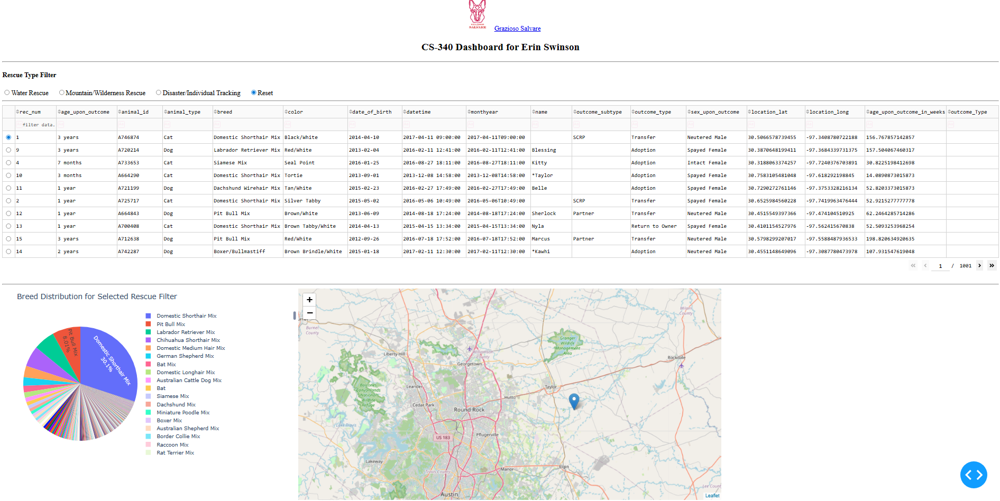 GRAZIOSO
SALVARE
Grazioso Salvare
CS-340 Dashboard for Erin Swinson
Rescue Type Filter
Water Rescue Mountain/Wilderness Rescue Disaster/Individual Tracking Reset
rec_num age_upon_outcome animal_id animal_type breed color date_of_birth datetime monthyear name outcome_subtype outcome_type sex_upon_outcome location_lat location_long age_upon_outcome_in_weeks outcome_Type
Aa filter data. Aa Aa Aa Aa Aa Aa Aa Aa Aa Aa Aa Aa Aa Aa Aa Aa
1 3 years A746874 Cat Domestic Shorthair Mix Black/White 2014-04-10 2017-04-11 09:00:00 2017-04-11T09:00:00 SCRP Transfer Neutered Male 30.5066578739455 -97.3408780722188 156.767857142857
9 3 years A720214 Dog Labrador Retriever Mix Red/White 2013-02-04 2016-02-11 12:41:00 2016-02-11T12:41:00 Blessing Adoption Spayed Female 30.3870648199411 -97.3684339731375 157.504067460317
4 7 months A733653 Cat Siamese Mix Seal Point 2016-01-25 2016-08-27 18:11:00 2016-08-27T18:11:00 Kitty Adoption Intact Female 30.3188063374257 -97.7240376703891 30.8225198412698
10 3 months A664290 Cat Domestic Shorthair Mix Tortie 2013-09-01 2013-12-08 14:58:00 2013-12-08T14:58:00 *Taylor Adoption Spayed Female 30.7583105481048 -97.618292198845 14.0890873015873
11 1 year A721199 Dog Dachshund Wirehair Mix Tan/White 2015-02-23 2016-02-27 17:49:00 2016-02-27T17:49:00 Belle Adoption Spayed Female 30.7290272761146 -97.3753328216134 52.8203373015873
2 1 year A725717 Cat Domestic Shorthair Mix Silver Tabby 2015-05-02 2016-05-06 10:49:00 2016-05-06T10:49:00 SCRP Transfer Spayed Female 30.6525984560228 -97.7419963476444 52.9215277777778
12 1 year A664843 Dog Pit Bull Mix Brown/White 2013-06-09 2014-08-18 17:24:00 2014-08-18T17:24:00 Sherlock Partner Transfer Neutered Male 30.4515549397366 -97.474104510925 62.2464285714286
13 1 year A700408 Cat Domestic Shorthair Mix Brown Tabby/White 2014-04-13 2015-04-15 13:34:00 2015-04-15T13:34:00 Nyla Return to Owner Spayed Female 30.4101154527976 -97.562415670838 52.5093253968254
15 3 years A712638 Dog Pit Bull Mix Red/White 2012-09-26 2016-07-18 17:52:00 2016-07-18T17:52:00 Marcus Partner Transfer Neutered Male 30.5798299207017 -97.5588487936533 198.820634920635
14 2 years A742287 Dog Boxer/Bullmastiff Brown Brindle/White 2015-01-18 2017-02-11 12:30:00 2017-02-11T12:30:00 *Kawhi Adoption Neutered Male 30.4551148649096 -97.3087780473978 107.931547619048
1 / 1001
Breed Distribution for Selected Rescue Filter
Domestic Shorthair Mix
30.1%
Pit Bull Mix
8.01%
Domestic Shorthair Mix
Pit Bull Mix
Labrador Retriever Mix
Chihuahua Shorthair Mix
Domestic Medium Hair Mix
German Shepherd Mix
Bat Mix
Domestic Longhair Mix
Australian Cattle Dog Mix
Bat
Siamese Mix
Dachshund Mix
Miniature Poodle Mix
Boxer Mix
Australian Shepherd Mix
Border Collie Mix
Raccoon Mix
Rat Terrier Mix
+
−
Burnet
County
Milam
County
Granger
Wildlife
Management
Area
Liberty Hill
Williamson
County
Georgetown
Rockdale
Balcones
Canyonlands
National
Wildlife
Refuge
Leander
Taylor
Hutto
Cedar Park
Round Rock
Lake Travis
Pflugerville
US 183
Lakeway
Travis County
Manor
Elgin
Lee County
Austin
Leaflet